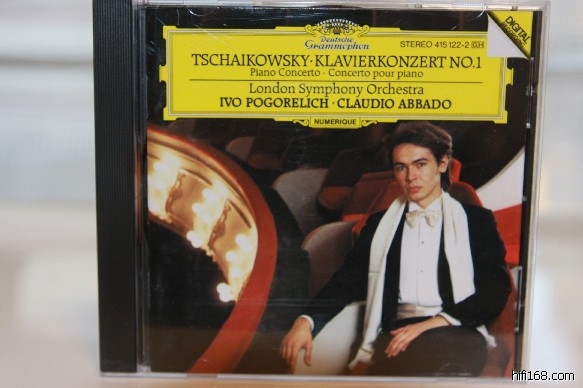 Deutsche
Grammophon
STEREO 415 122-2 GH
DIGITAL
TSCHAIKOWSKY · KLAVIERKONZERT NO.1
Piano Concerto · Concerto pour piano
London Symphony Orchestra
IVO POGORELICH · CLAUDIO ABBADO
NUMERIQUE
hifi168.com